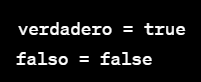 verdadero = true
falso = false